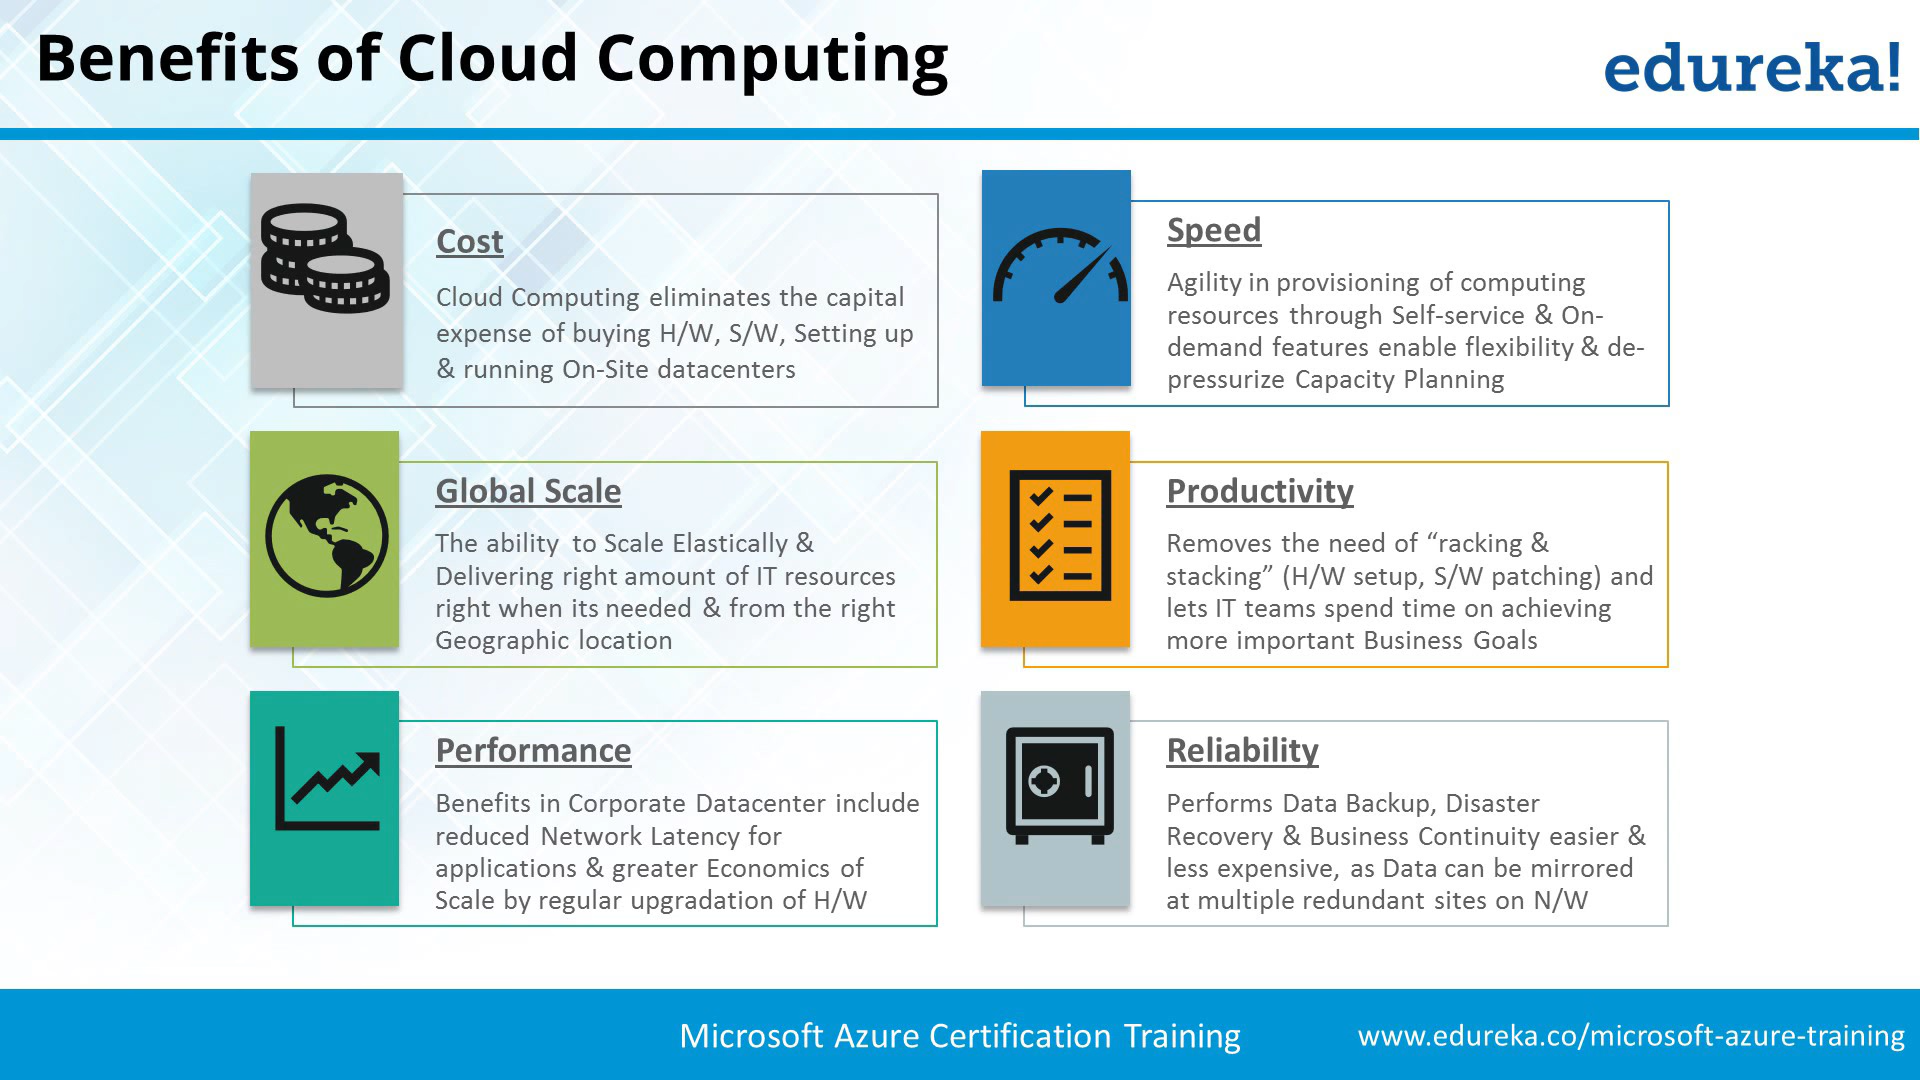 Benefits of Cloud Computing
edureka!
Cost
Cloud Computing eliminates the capital
expense of buying H/W, S/W, Setting up
& running On-Site datacenters
Speed
Agility in provisioning of computing
resources through Self-service & On-
demand features enable flexibility & de-
pressurize Capacity Planning
Global Scale
The ability to Scale Elastically &
Delivering right amount of IT resources
right when its needed & from the right
Geographic location
Productivity
Removes the need of “racking &
stacking” (H/W setup, S/W patching) and
lets IT teams spend time on achieving
more important Business Goals
Performance
Benefits in Corporate Datacenter include
reduced Network Latency for
applications & greater Economics of
Scale by regular upgradation of H/W
Reliability
Performs Data Backup, Disaster
Recovery & Business Continuity easier &
less expensive, as Data can be mirrored
at multiple redundant sites on N/W
Microsoft Azure Certification Training
www.edureka.co/microsoft-azure-training